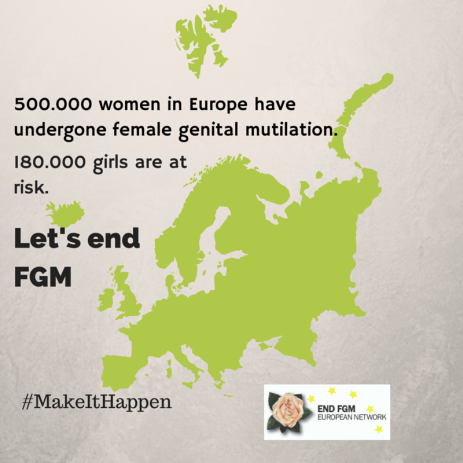 500.000 women in Europe have
undergone female genital mutilation.
180.000 girls are at
risk.
Let's end
FGM
#MakeItHappen
END FGM
EUROPEAN NETWORK